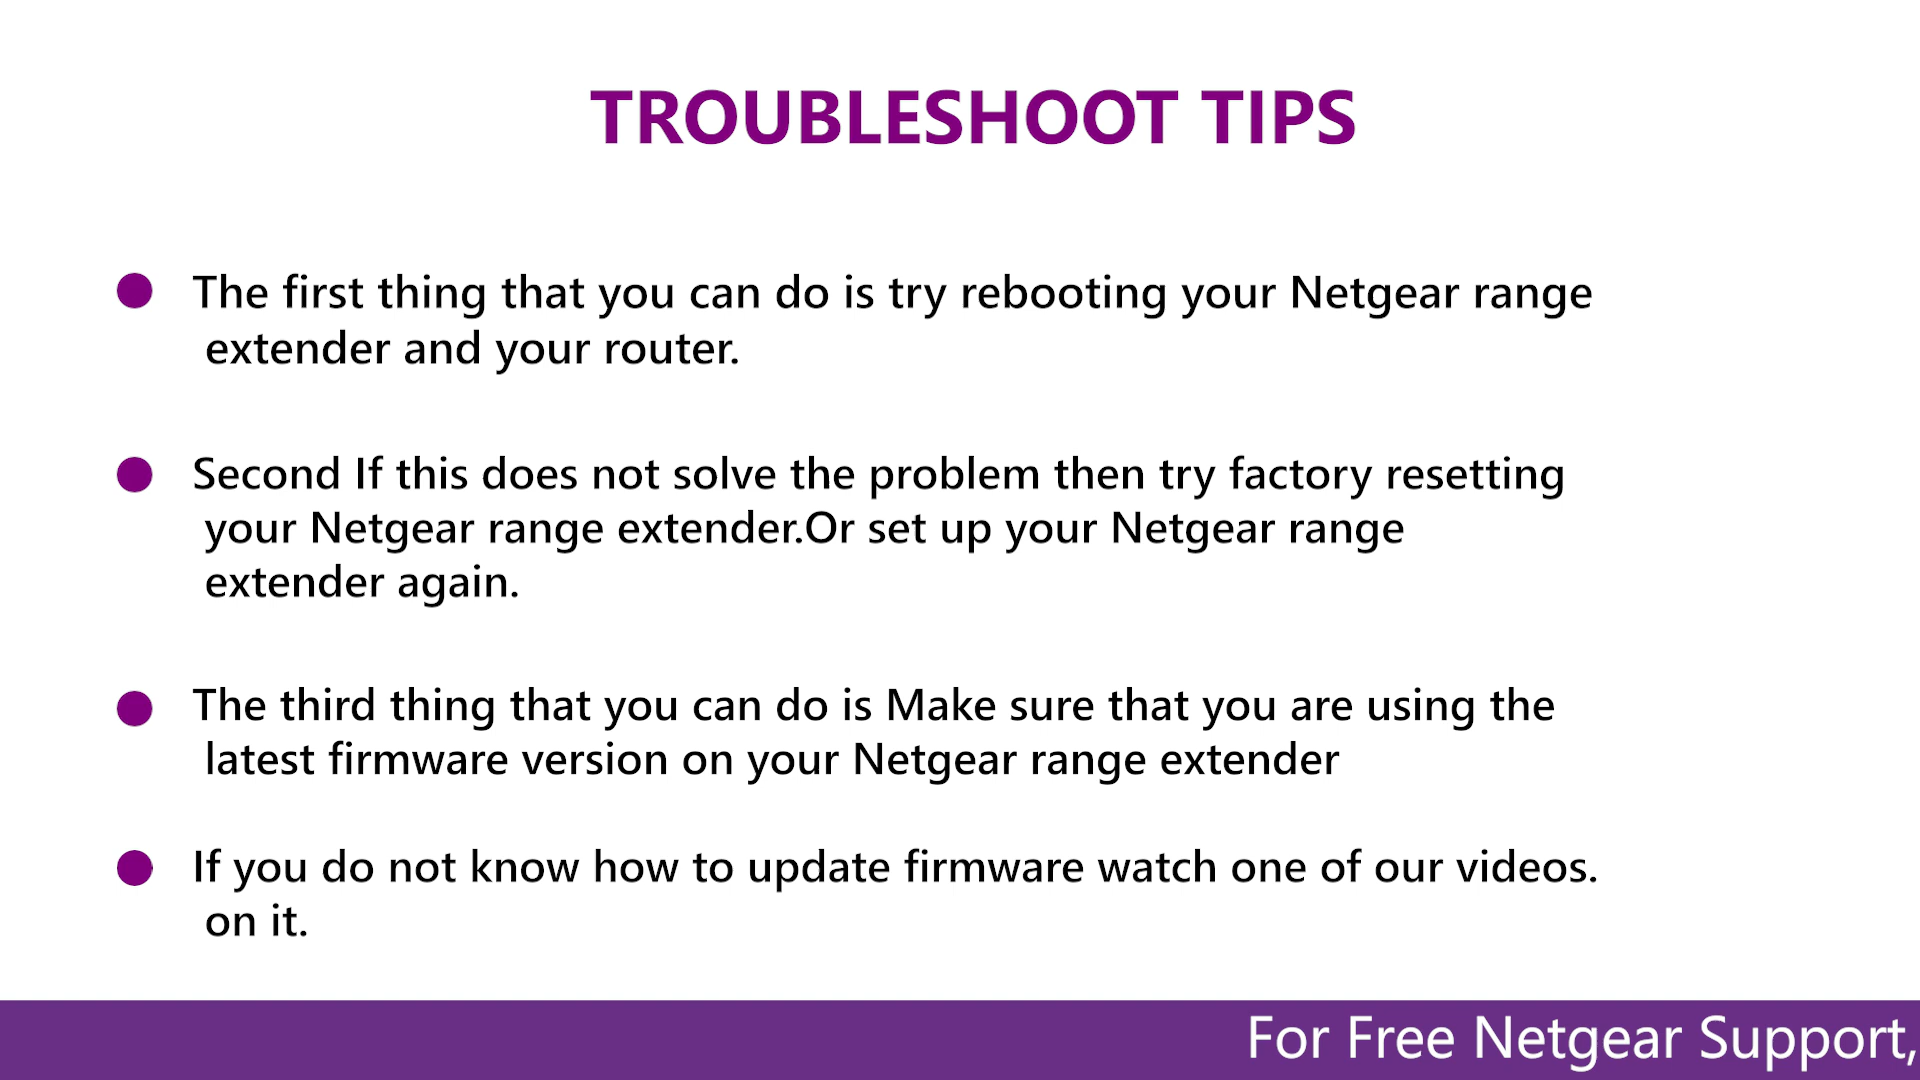 TROUBLESHOOT TIPS
The first thing that you can do is try rebooting your Netgear range
extender and your router.
Second If this does not solve the problem then try factory resetting
your Netgear range extender.Or set up your Netgear range
extender again.
The third thing that you can do is Make sure that you are using the
latest firmware version on your Netgear range extender
If you do not know how to update firmware watch one of our videos.
on it.
For Free Netgear Support,